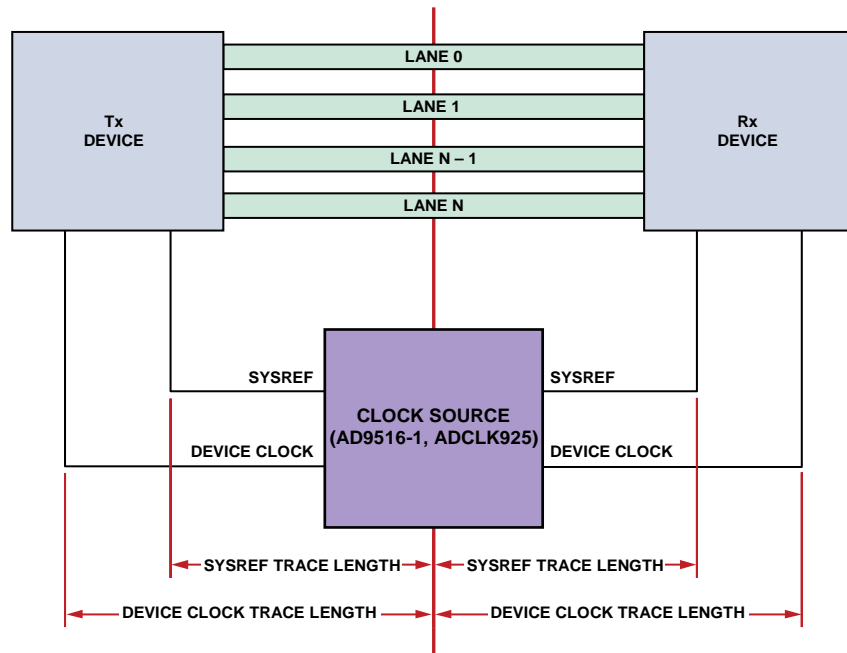 LANE 0
LANE 1
LANE N – 1
LANE N
Tx
DEVICE
Rx
DEVICE
SYSREF
SYSREF
CLOCK SOURCE
(AD9516-1, ADCLK925)
DEVICE CLOCK
DEVICE CLOCK
SYSREF TRACE LENGTH
SYSREF TRACE LENGTH
DEVICE CLOCK TRACE LENGTH
DEVICE CLOCK TRACE LENGTH